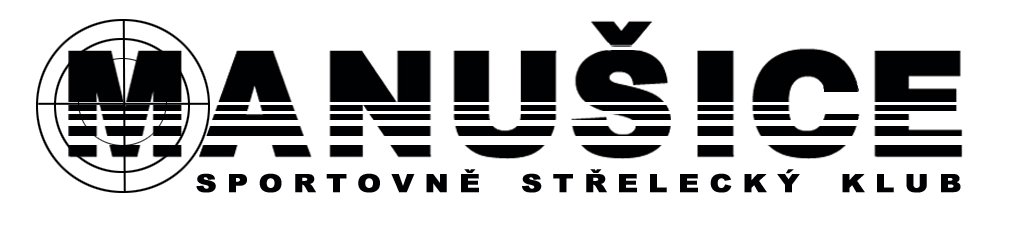 MANUŠICE
SPORTOVNĚ STŘELECKÝ KLUB